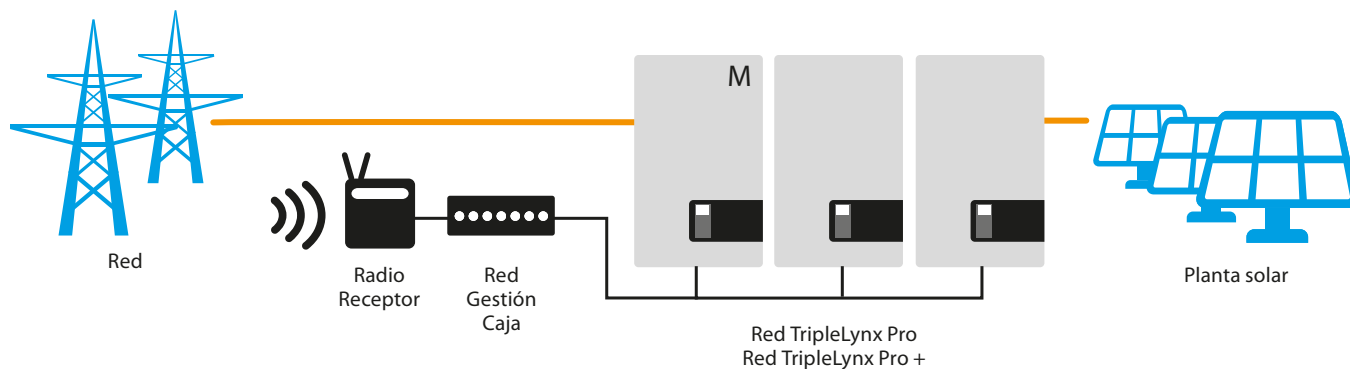 M
Red
Radio
Receptor
Red
Gestión
Caja
Planta solar
Red TripleLynx Pro
Red TripleLynx Pro +